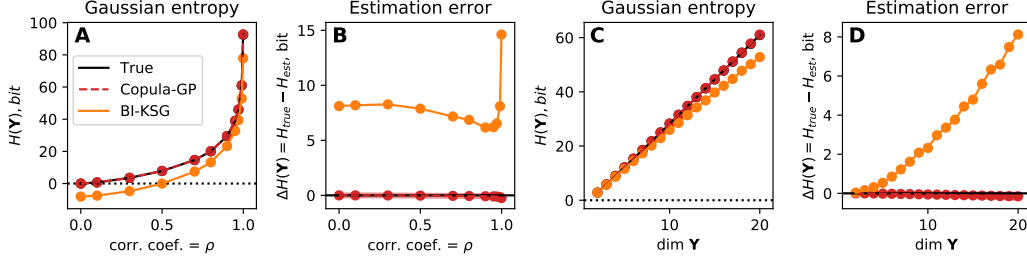 Gaussian entropy
A
H(Y), bit
100
80
60
40
20
0
True
Copula-GP
BI-KSG
0.0
0.5
1.0
corr. coef. = ρ
Estimation error
B
ΔH(Y) = H_true − H_est, bit
15
10
5
0
0.0
0.5
1.0
corr. coef. = ρ
Gaussian entropy
C
H(Y), bit
60
40
20
0
10
20
dim Y
Estimation error
D
ΔH(Y) = H_true − H_est, bit
8
6
4
2
0
10
20
dim Y